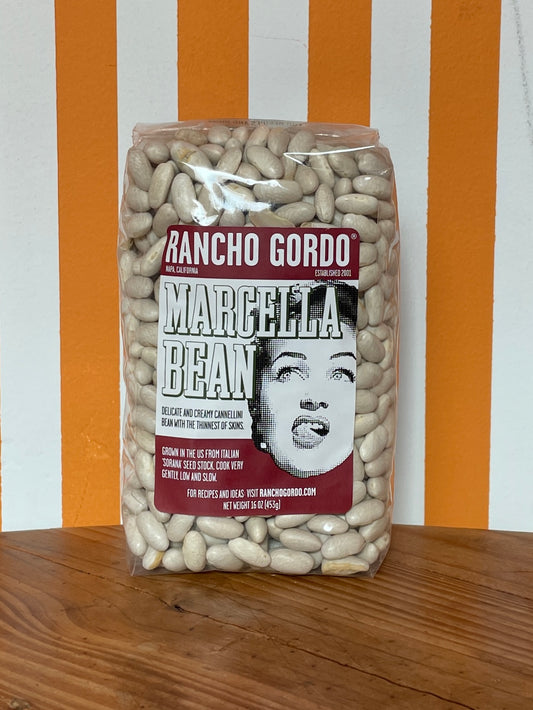 RANCHO GORDO®
NAPA, CALIFORNIA
ESTABLISHED 2001
MARCELLA
BEAN
DELICATE AND CREAMY CANNELLINI
BEAN WITH THE THINNEST OF SKINS.
GROWN IN THE US FROM ITALIAN
'SORANA' SEED STOCK. COOK VERY
GENTLY, LOW AND SLOW.
FOR RECIPES AND IDEAS: VISIT RANCHOGORDO.COM
NET WEIGHT 16 OZ (453g)